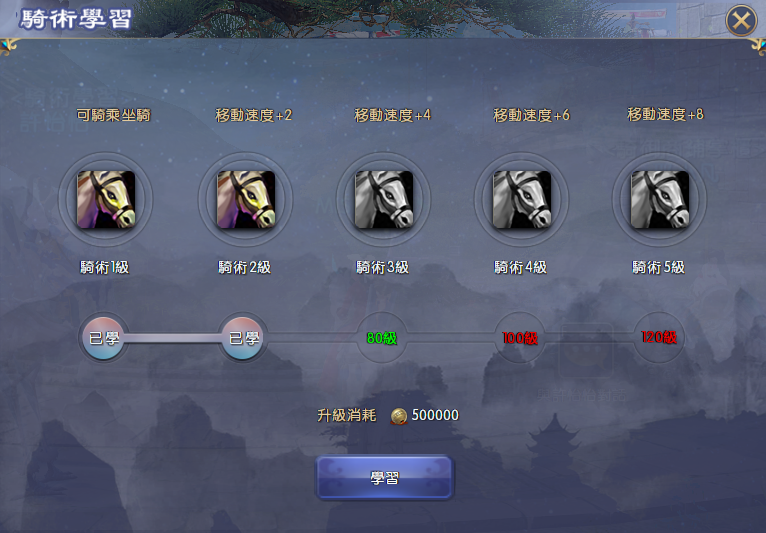 騎術學習
可騎乘坐騎
移動速度+2
移動速度+4
移動速度+6
移動速度+8
騎術1級
騎術2級
騎術3級
騎術4級
騎術5級
已學
已學
80級
100級
120級
升級消耗 500000
學習